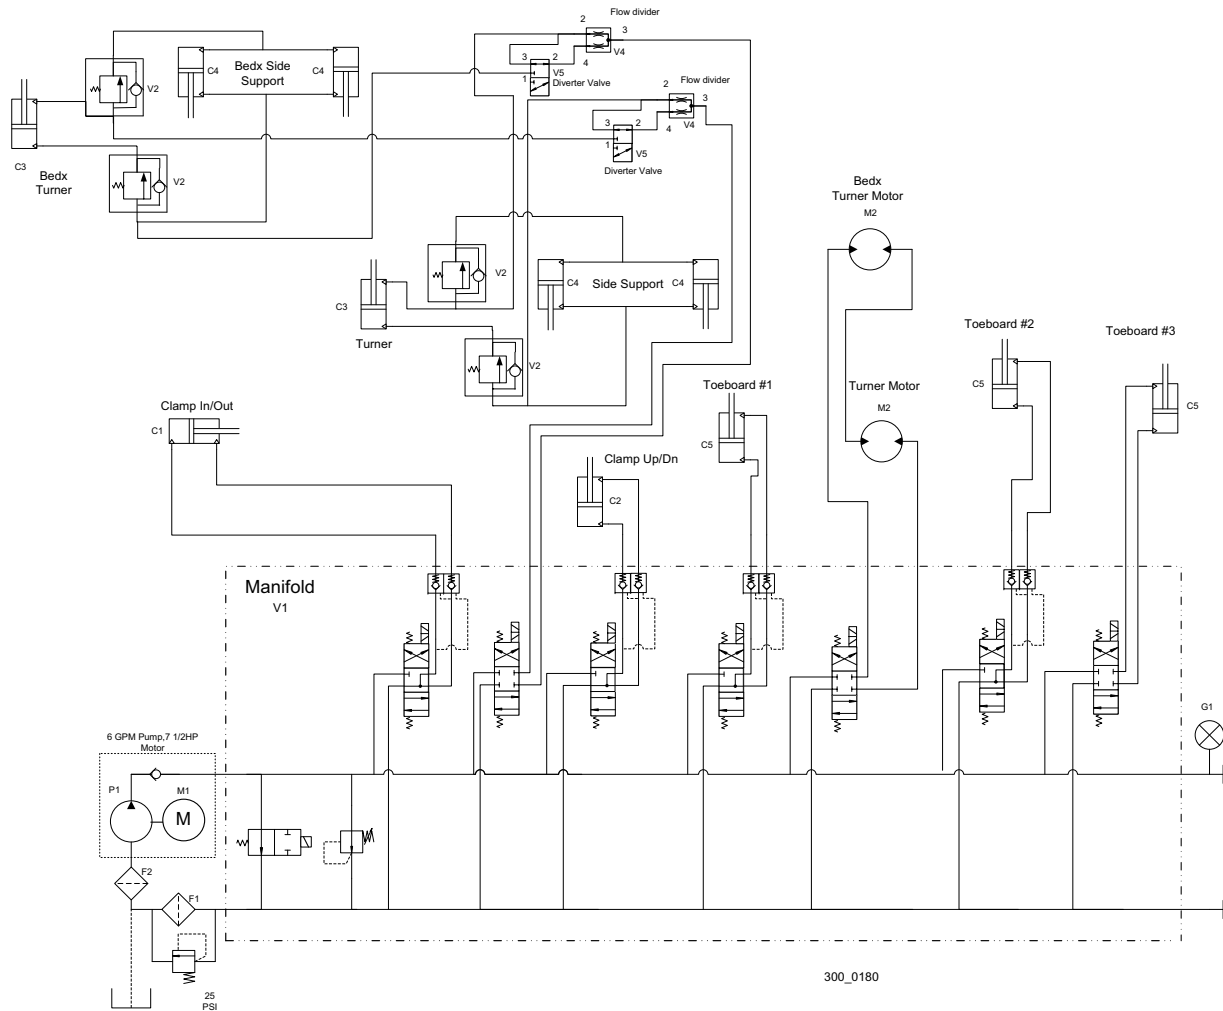 Flow divider
2
3
V4
4
3
2
1
V5
Diverter Valve
Flow divider
2
3
V4
4
3
2
1
V5
Diverter Valve
Bedx Side
Support
C4
C4
V2
C3
Bedx
Turner
V2
Bedx
Turner Motor
M2
V2
C4
Side Support
C4
C3
Turner
V2
Toeboard #2
C5
Toeboard #3
C5
Toeboard #1
C5
Turner Motor
M2
Clamp In/Out
C1
Clamp Up/Dn
C2
Manifold
V1
G1
6 GPM Pump,7 1/2HP
Motor
P1
M1
M
F2
F1
25
PSI
300_0180